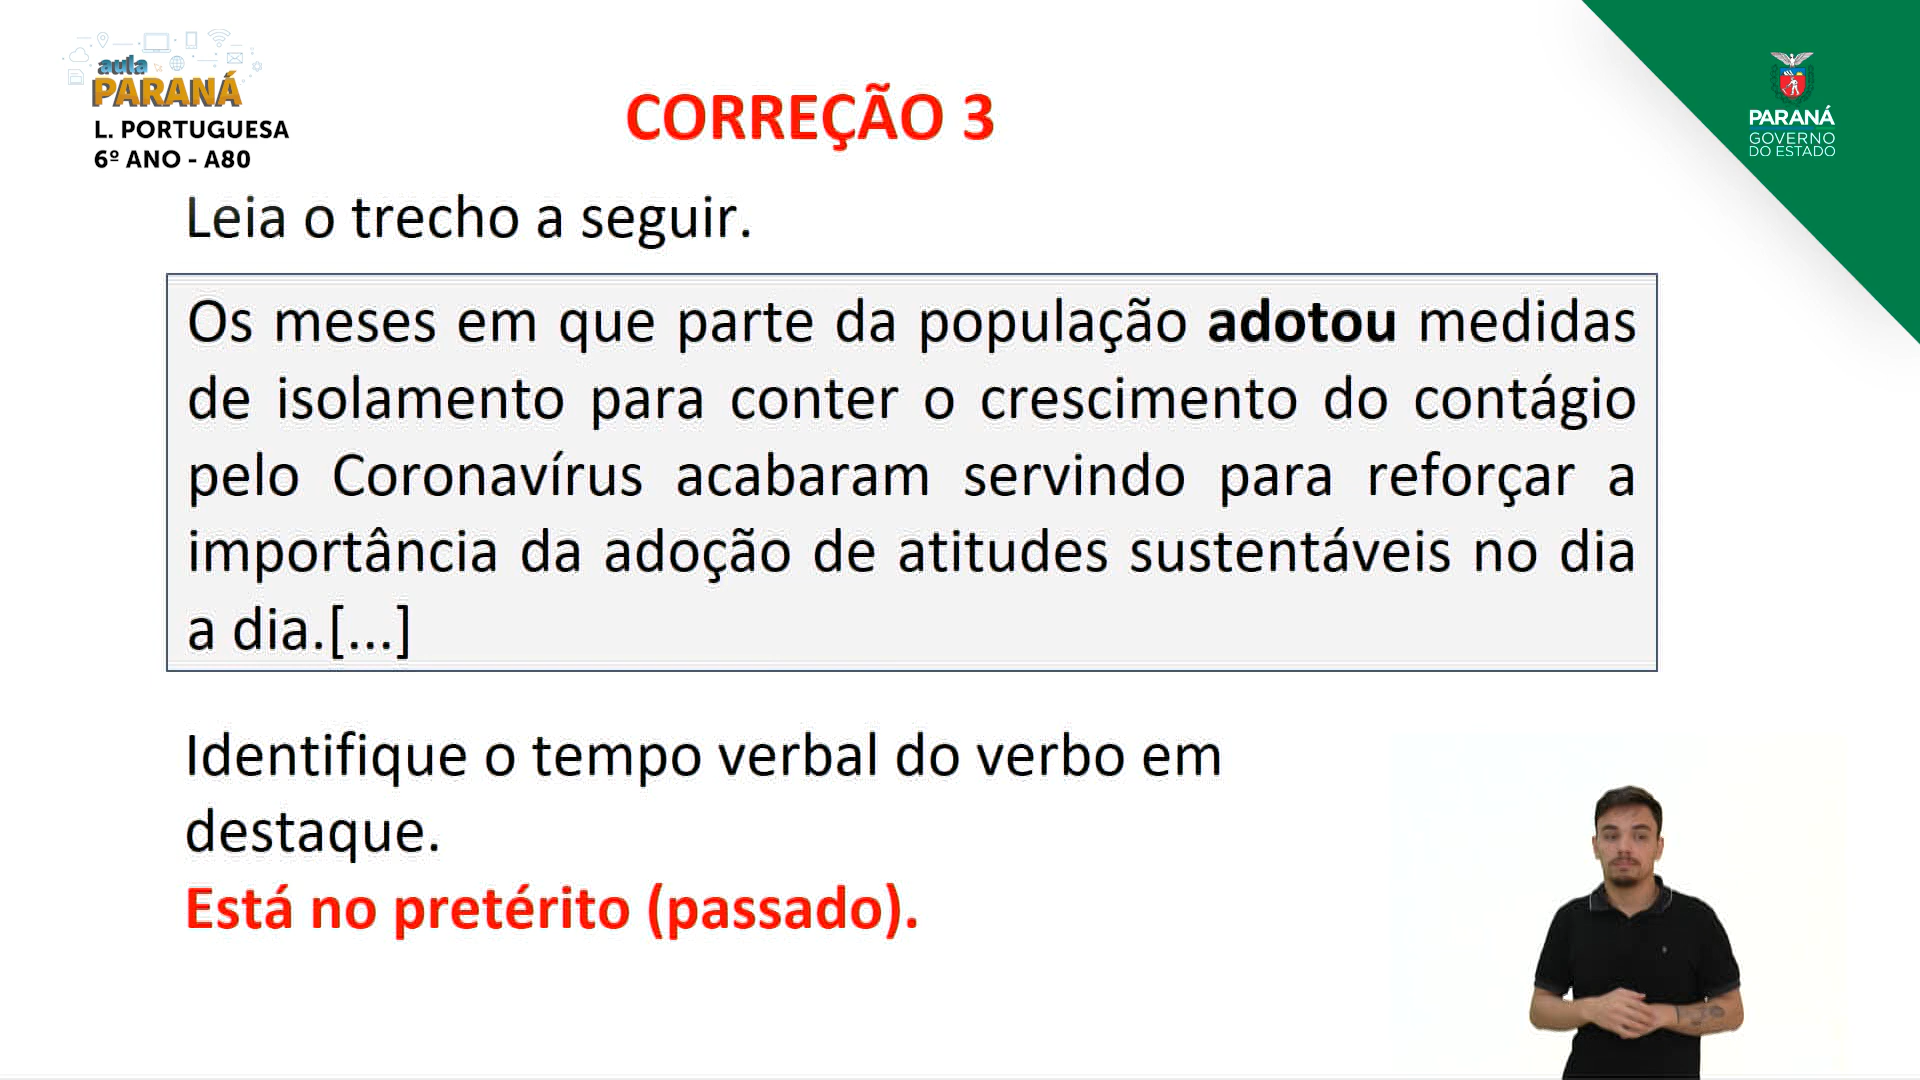 aula
PARANÁ
L. PORTUGUESA
6º ANO - A80
CORREÇÃO 3
PARANÁ
GOVERNO
DO ESTADO
Leia o trecho a seguir.
Os meses em que parte da população adotou medidas
de isolamento para conter o crescimento do contágio
pelo Coronavírus acabaram servindo para reforçar a
importância da adoção de atitudes sustentáveis no dia
a dia.[...]
Identifique o tempo verbal do verbo em
destaque.
Está no pretérito (passado).